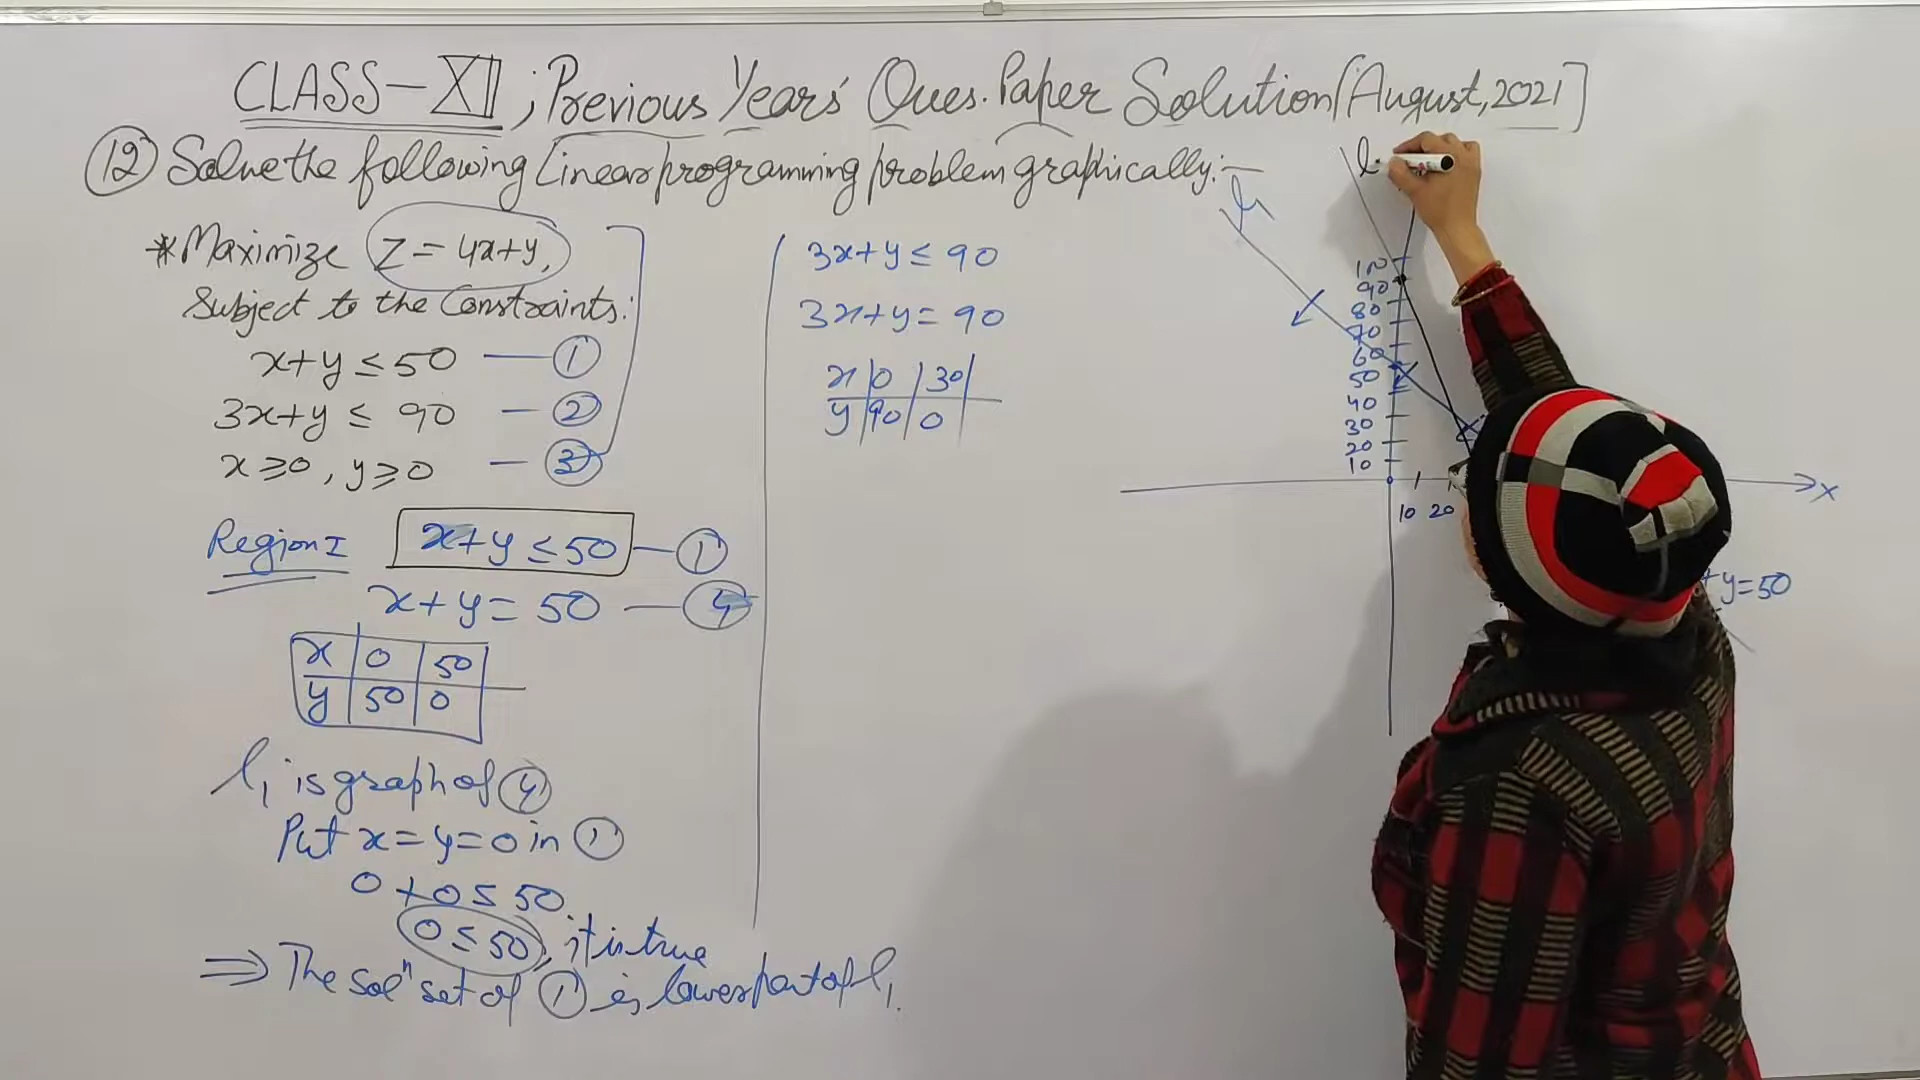 CLASS-XII; Previous Years' Ques. Paper Solution [August, 2021]
12 Solve the following Linear programming problem graphically:-
*Maximize Z = 4x+y,
Subject to the Constraints:
x+y ≤ 50 — 1
3x+y ≤ 90 — 2
x ≥ 0, y ≥ 0 — 3
Region I x+y ≤ 50 — 1
x+y = 50 — 4
x 0 50
y 50 0
l₁ is graph of 4
Put x = y = 0 in 1
0 + 0 ≤ 50
0 ≤ 50, it is true
⇒ The solⁿ set of 1 is lower part of l₁.
3x+y ≤ 90
3x+y = 90
x 0 30
y 90 0
l₁
l
100
90
80
70
60
50
40
30
20
10
10 20
x
+y=50